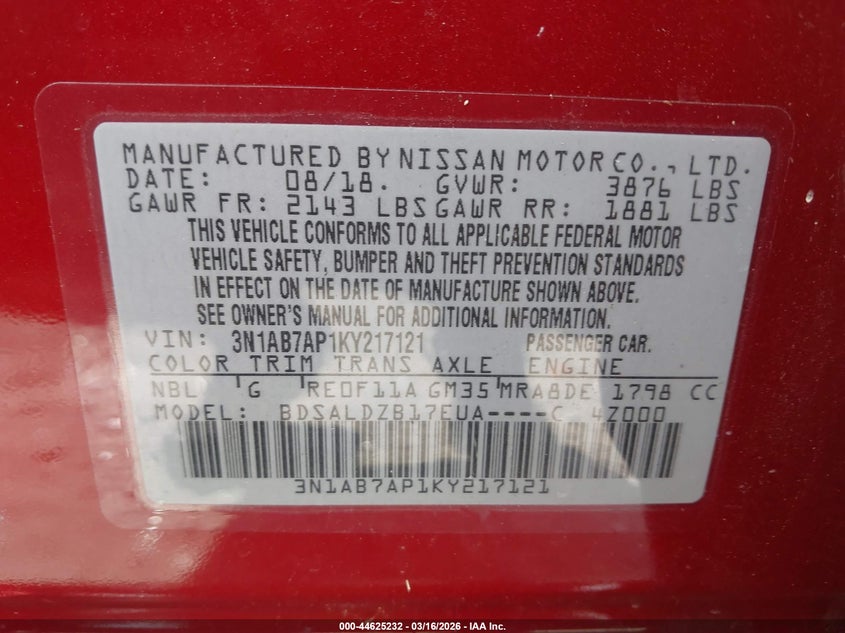 MANUFACTURED BY NISSAN MOTOR CO., LTD.
DATE: 08/18. GVWR: 3876 LBS
GAWR FR: 2143 LBS GAWR RR: 1881 LBS
THIS VEHICLE CONFORMS TO ALL APPLICABLE FEDERAL MOTOR
VEHICLE SAFETY, BUMPER AND THEFT PREVENTION STANDARDS
IN EFFECT ON THE DATE OF MANUFACTURE SHOWN ABOVE.
SEE OWNER'S MANUAL FOR ADDITIONAL INFORMATION.
VIN: 3N1AB7AP1KY217121 PASSENGER CAR.
COLOR TRIM TRANS AXLE ENGINE
NBL 'G 'RE0F11A GM35'MRA8DE 1798 CC
MODEL: BDSALDZB17EUA----C 4Z000
3N1AB7AP1KY217121
000-44625232 - 03/16/2026 - IAA Inc.